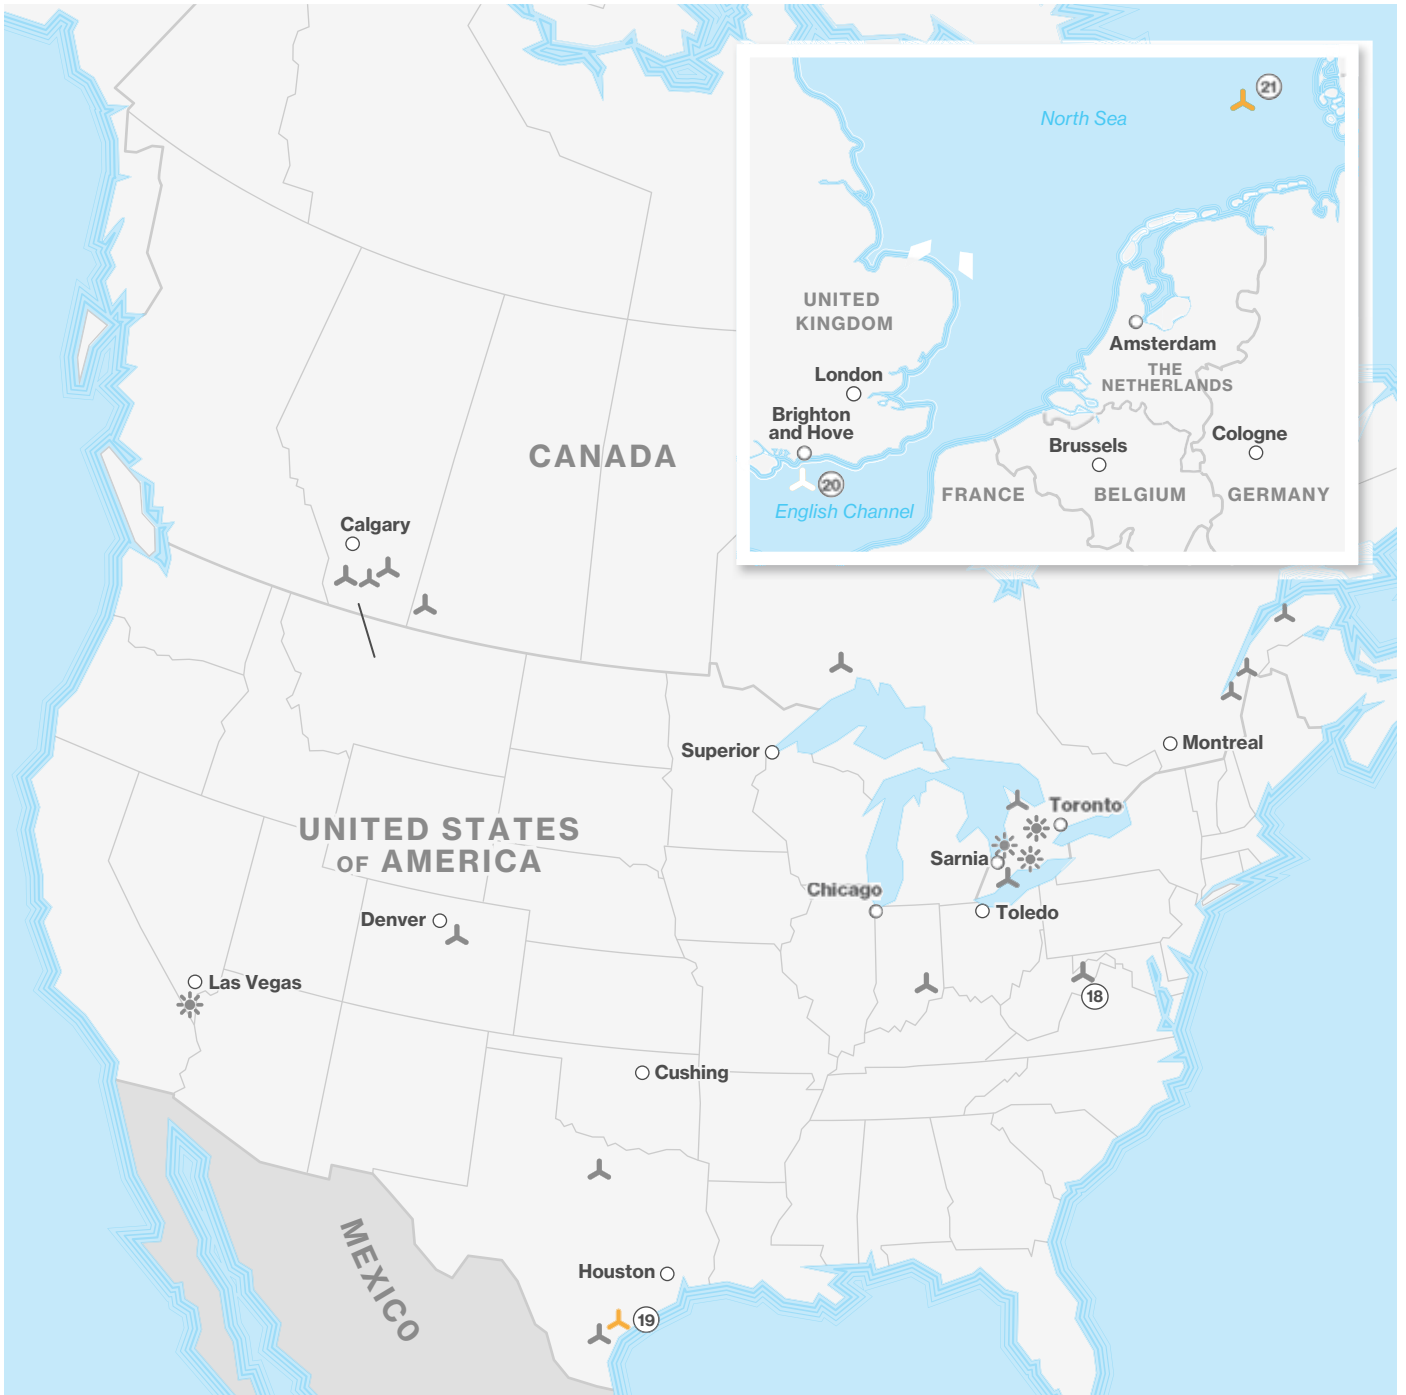 21
North Sea
UNITED
KINGDOM
Amsterdam
THE
NETHERLANDS
London
Brighton
and Hove
Brussels
Cologne
20
FRANCE
BELGIUM
GERMANY
English Channel
CANADA
Calgary
Superior
Montreal
Toronto
UNITED STATES
OF AMERICA
Sarnia
Chicago
Toledo
Denver
Las Vegas
18
Cushing
MEXICO
Houston
19